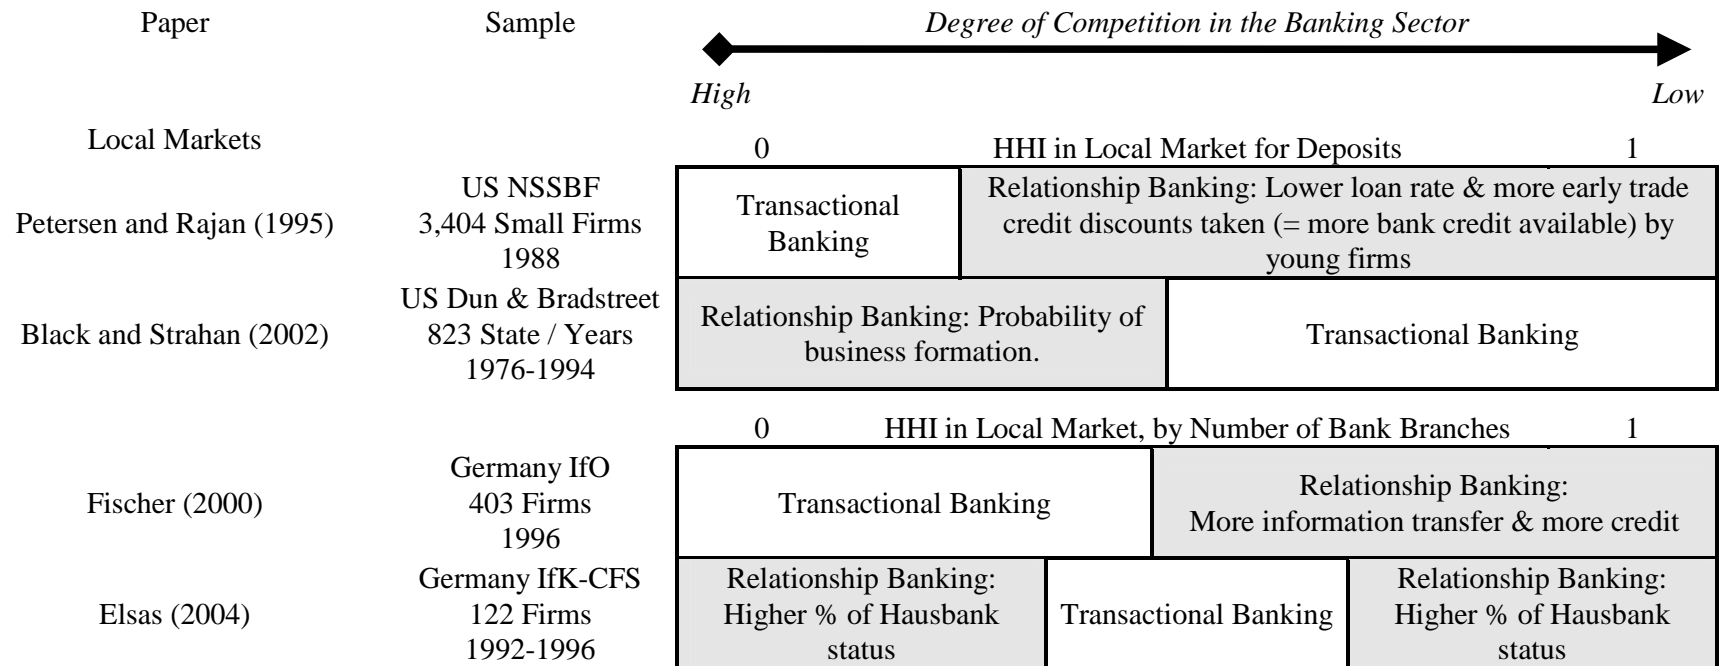 Paper
Sample
Degree of Competition in the Banking Sector
High
Low
Local Markets
0
HHI in Local Market for Deposits
1
Petersen and Rajan (1995)
US NSSBF
3,404 Small Firms
1988
Transactional
Banking
Relationship Banking: Lower loan rate & more early trade
credit discounts taken (= more bank credit available) by
young firms
Black and Strahan (2002)
US Dun & Bradstreet
823 State / Years
1976-1994
Relationship Banking: Probability of
business formation.
Transactional Banking
0
HHI in Local Market, by Number of Bank Branches
1
Fischer (2000)
Germany IfO
403 Firms
1996
Transactional Banking
Relationship Banking:
More information transfer & more credit
Elsas (2004)
Germany IfK-CFS
122 Firms
1992-1996
Relationship Banking:
Higher % of Hausbank
status
Transactional Banking
Relationship Banking:
Higher % of Hausbank
status